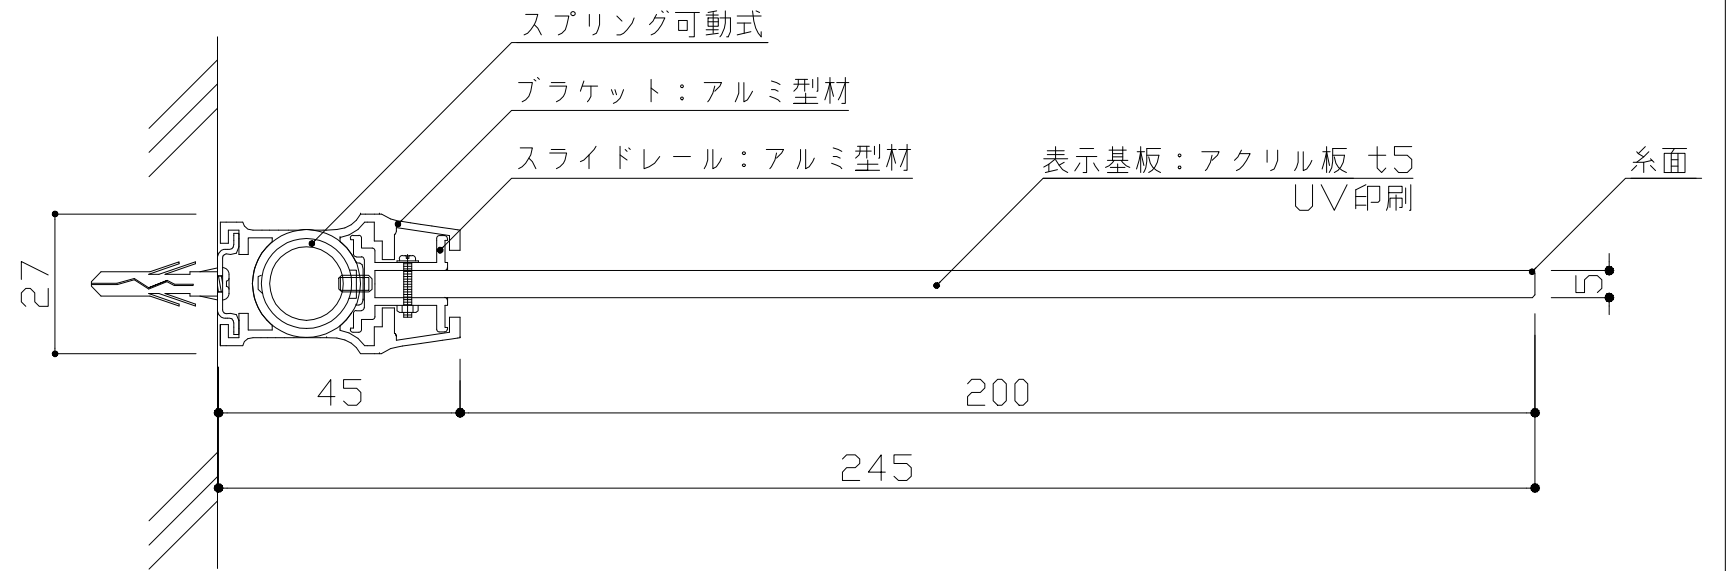 スプリング可動式
ブラケット：アルミ型材
スライドレール：アルミ型材
表示基板：アクリル板 t5
UV印刷
糸面
27
5
45
200
245